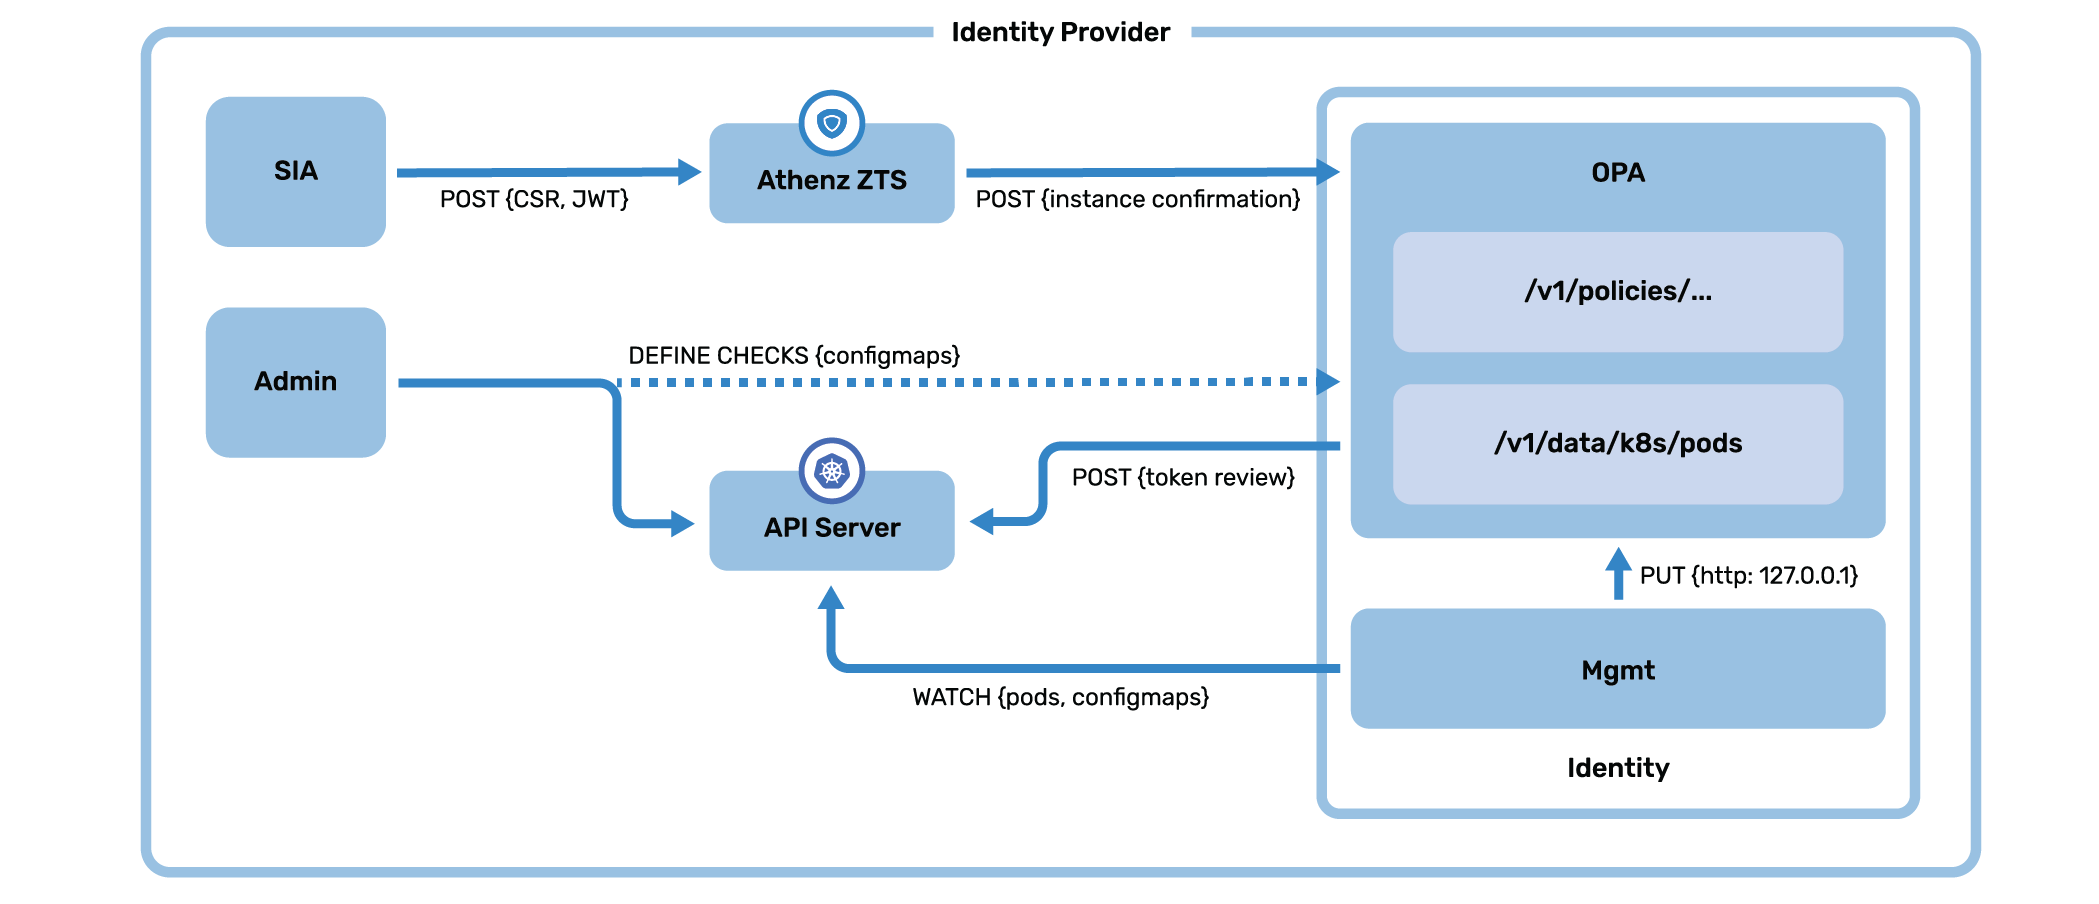 Identity Provider
SIA
POST {CSR, JWT}
Athenz ZTS
POST {instance confirmation}
OPA
/v1/policies/...
Admin
DEFINE CHECKS {configmaps}
/v1/data/k8s/pods
POST {token review}
API Server
PUT {http: 127.0.0.1}
Mgmt
WATCH {pods, configmaps}
Identity